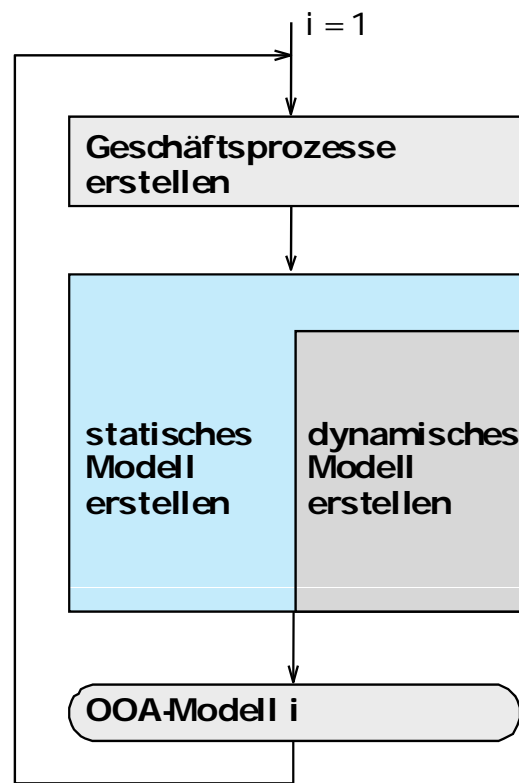 i = 1
Geschäftsprozesse
erstellen
statisches
Modell
erstellen
dynamisches
Modell
erstellen
OOA-Modell i